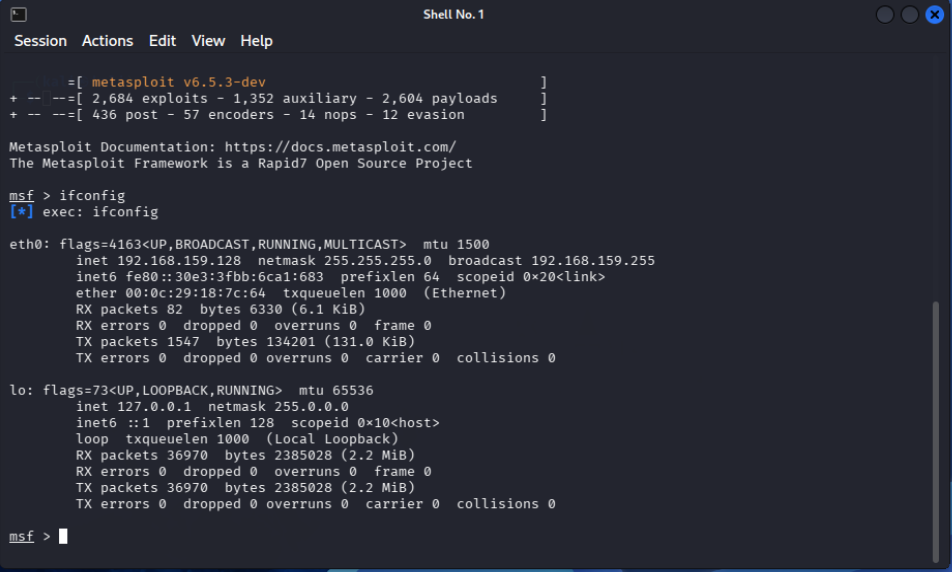 Shell No. 1
Session Actions Edit View Help
=[ metasploit v6.5.3-dev ]
+ -- --=[ 2,684 exploits - 1,352 auxiliary - 2,604 payloads ]
+ -- --=[ 436 post - 57 encoders - 14 nops - 12 evasion ]
Metasploit Documentation: https://docs.metasploit.com/
The Metasploit Framework is a Rapid7 Open Source Project
msf > ifconfig
[*] exec: ifconfig
eth0: flags=4163<UP,BROADCAST,RUNNING,MULTICAST> mtu 1500
inet 192.168.159.128 netmask 255.255.255.0 broadcast 192.168.159.255
inet6 fe80::30e3:3fbb:6ca1:683 prefixlen 64 scopeid 0×20<link>
ether 00:0c:29:18:7c:64 txqueuelen 1000 (Ethernet)
RX packets 82 bytes 6330 (6.1 KiB)
RX errors 0 dropped 0 overruns 0 frame 0
TX packets 1547 bytes 134201 (131.0 KiB)
TX errors 0 dropped 0 overruns 0 carrier 0 collisions 0
lo: flags=73<UP,LOOPBACK,RUNNING> mtu 65536
inet 127.0.0.1 netmask 255.0.0.0
inet6 ::1 prefixlen 128 scopeid 0×10<host>
loop txqueuelen 1000 (Local Loopback)
RX packets 36970 bytes 2385028 (2.2 MiB)
RX errors 0 dropped 0 overruns 0 frame 0
TX packets 36970 bytes 2385028 (2.2 MiB)
TX errors 0 dropped 0 overruns 0 carrier 0 collisions 0
msf >